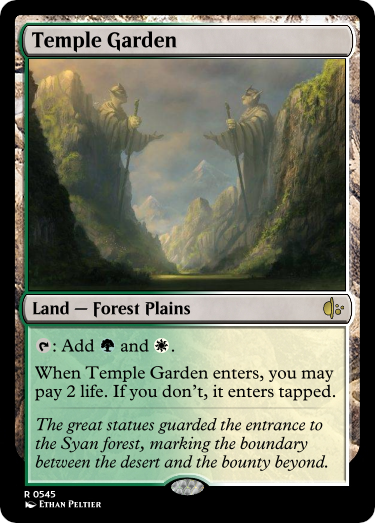 Temple Garden
Land — Forest Plains
: Add and .
When Temple Garden enters, you may
pay 2 life. If you don't, it enters tapped.
The great statues guarded the entrance to
the Syan forest, marking the boundary
between the desert and the bounty beyond.
R 0545
Ethan Peltier